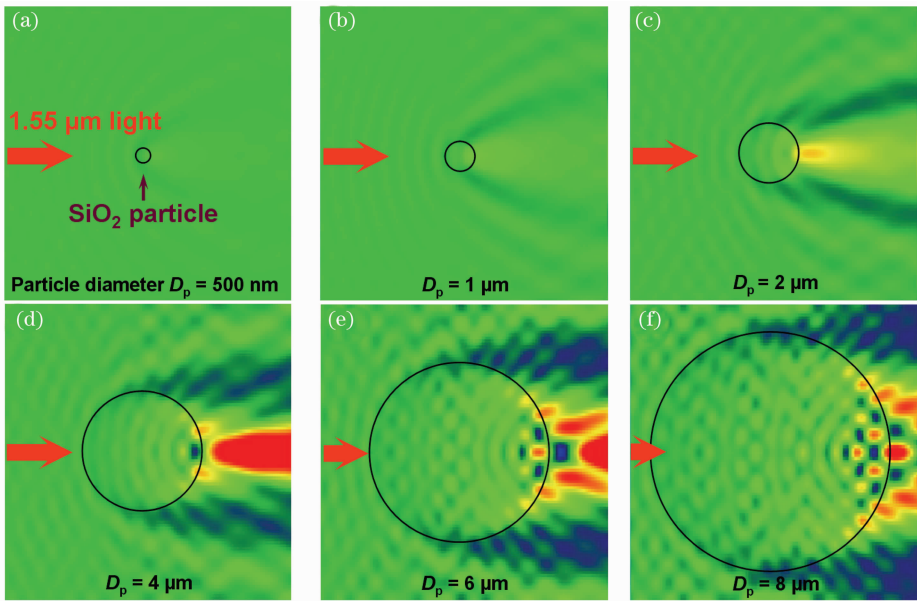 (a)
1.55 μm light
SiO₂ particle
Particle diameter Dₚ = 500 nm
(b)
Dₚ = 1 μm
(c)
Dₚ = 2 μm
(d)
Dₚ = 4 μm
(e)
Dₚ = 6 μm
(f)
Dₚ = 8 μm